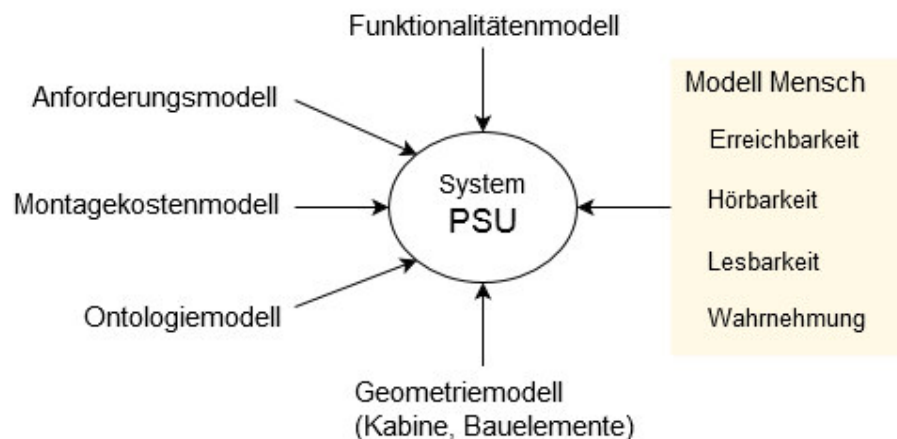 Funktionalitätenmodell
Anforderungsmodell
Montagekostenmodell
Ontologiemodell
System
PSU
Geometriemodell
(Kabine, Bauelemente)
Modell Mensch
Erreichbarkeit
Hörbarkeit
Lesbarkeit
Wahrnehmung